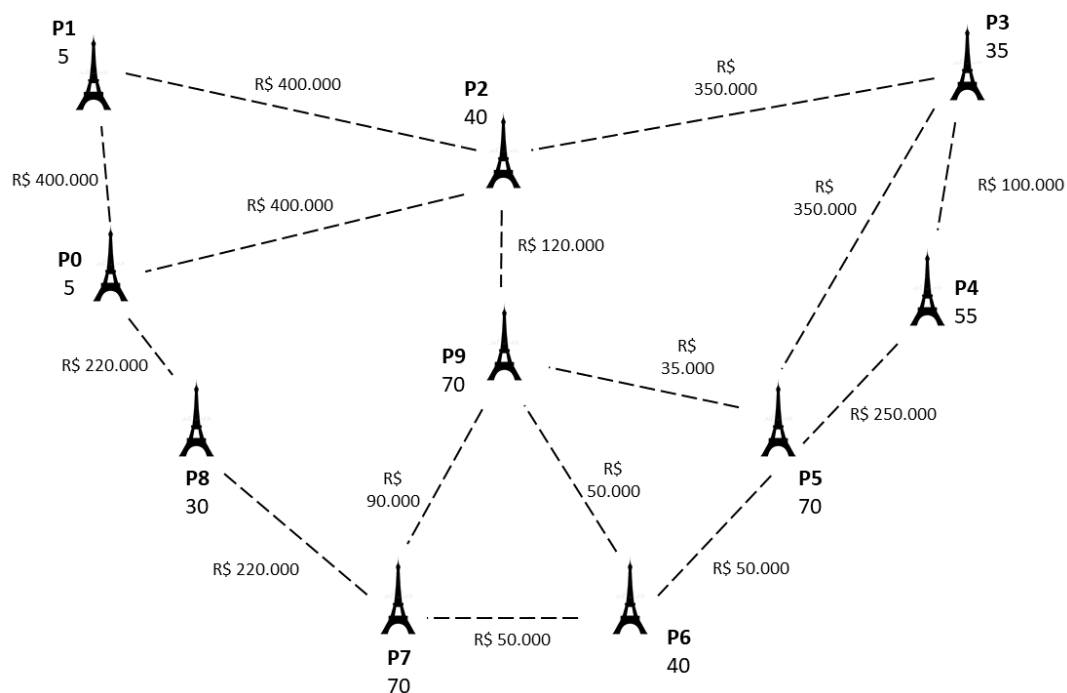 P1
5
R$ 400.000
P2
40
R$
350.000
P3
35
R$ 400.000
R$ 400.000
R$
350.000
R$ 100.000
P0
5
R$ 120.000
P4
55
R$ 220.000
P9
70
R$
35.000
R$ 250.000
P8
30
R$
90.000
R$
50.000
P5
70
R$ 220.000
R$ 50.000
R$ 50.000
P7
70
P6
40